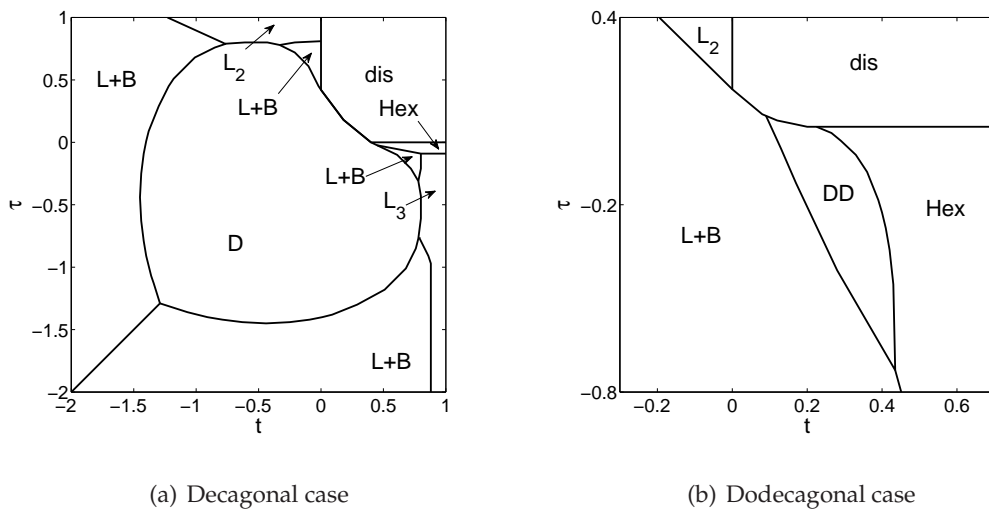 1
0.5
0
−0.5
−1
−1.5
−2
τ
L+B
L2
L+B
dis
Hex
L+B
L3
D
L+B
−2 −1.5 −1 −0.5 0 0.5 1
t
(a) Decagonal case
0.4
−0.2
−0.8
τ
L2
dis
DD
L+B
Hex
−0.2 0 0.2 0.4 0.6
t
(b) Dodecagonal case